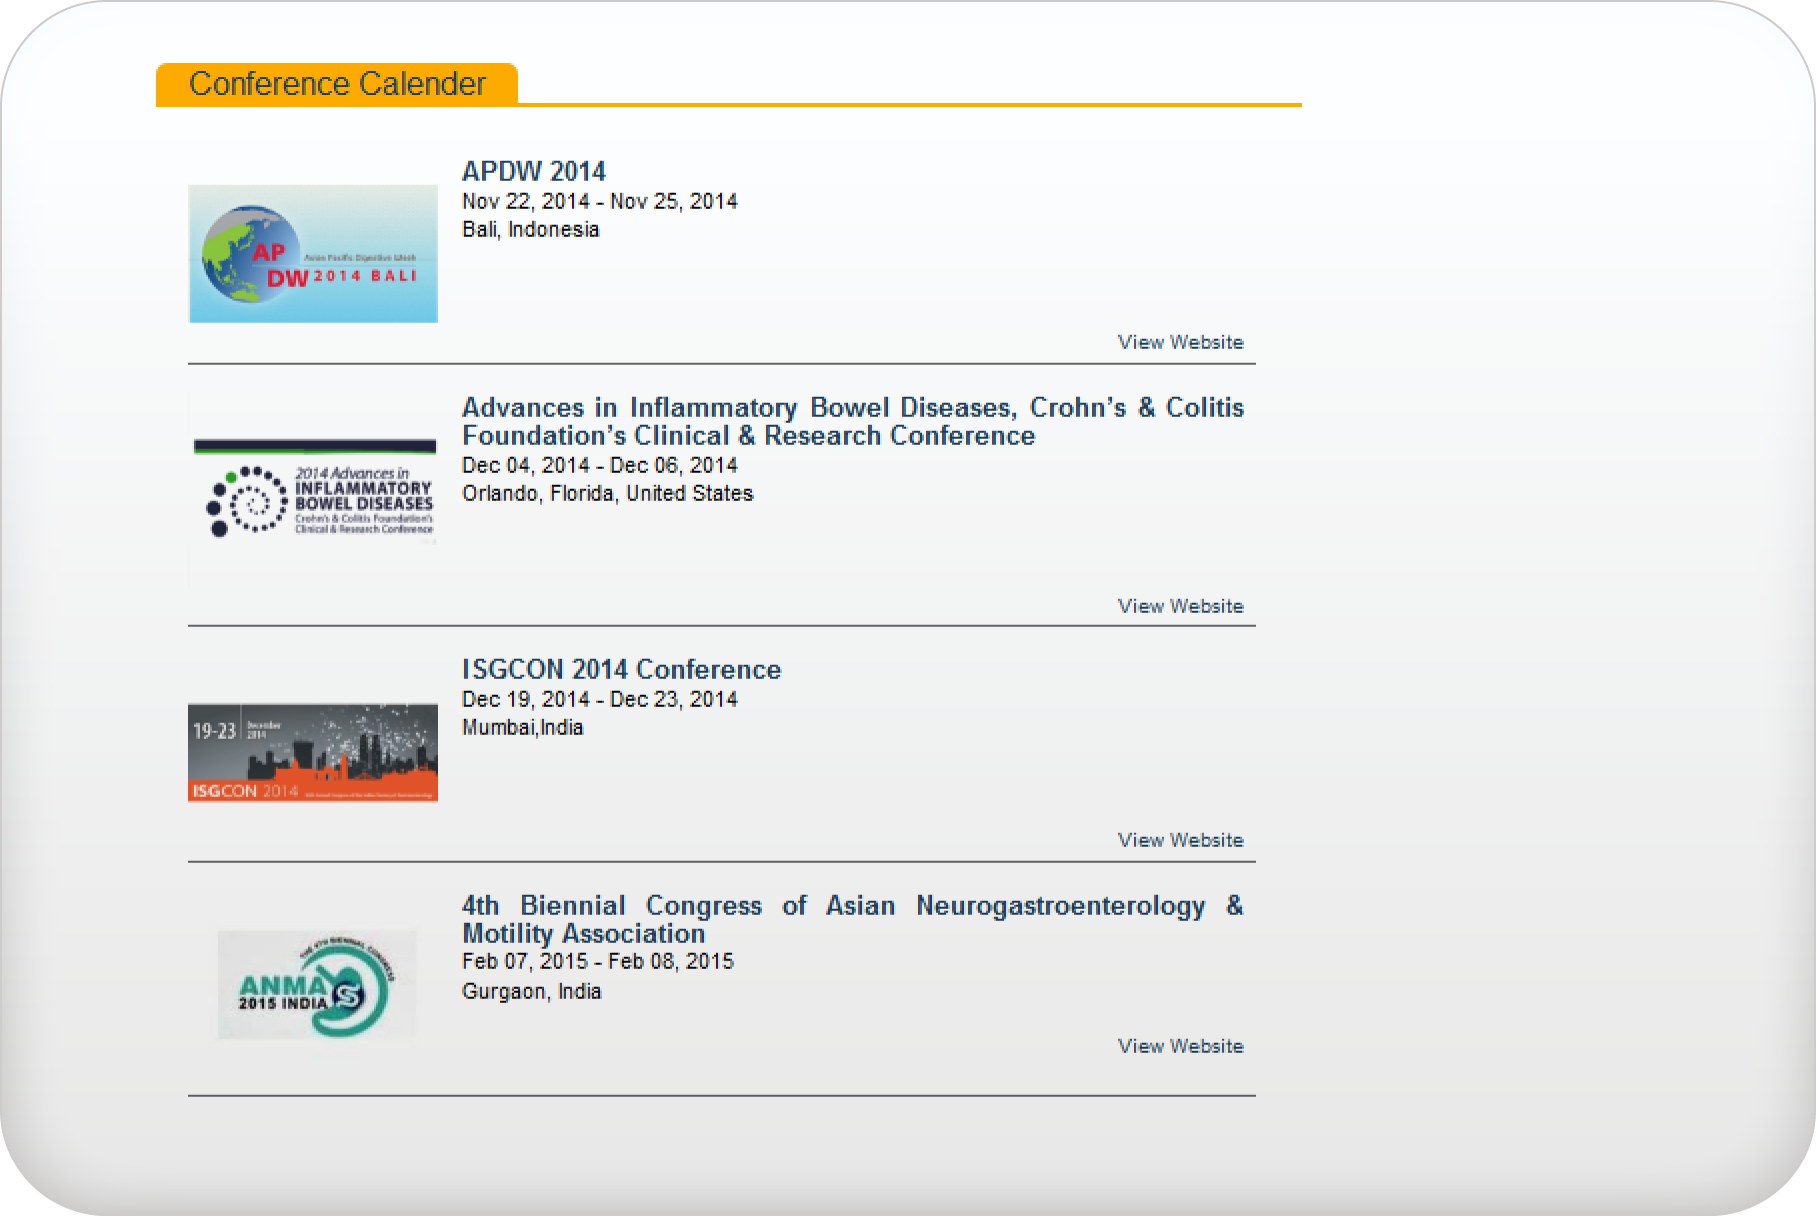 Conference Calender
APDW 2014
Nov 22, 2014 - Nov 25, 2014
Bali, Indonesia
AP
DW
Asian Pacific Digestive Week
2014 BALI
View Website
Advances in Inflammatory Bowel Diseases, Crohn’s & Colitis
Foundation’s Clinical & Research Conference
Dec 04, 2014 - Dec 06, 2014
Orlando, Florida, United States
2014 Advances in
INFLAMMATORY
BOWEL DISEASES
Crohn's & Colitis Foundation's
Clinical & Research Conference
View Website
ISGCON 2014 Conference
Dec 19, 2014 - Dec 23, 2014
Mumbai,India
19-23 December
2014
ISGCON 2014
View Website
4th Biennial Congress of Asian Neurogastroenterology &
Motility Association
Feb 07, 2015 - Feb 08, 2015
Gurgaon, India
THE 4TH BIENNIAL CONGRESS
ANMA
2015 INDIA
View Website